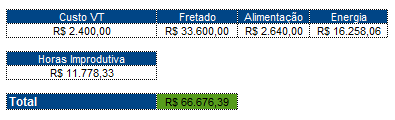 Custo VT Fretado Alimentação Energia
R$ 2.400,00 R$ 33.600,00 R$ 2.640,00 R$ 16.258,06
Horas Improdutiva
R$ 11.778,33
Total R$ 66.676,39